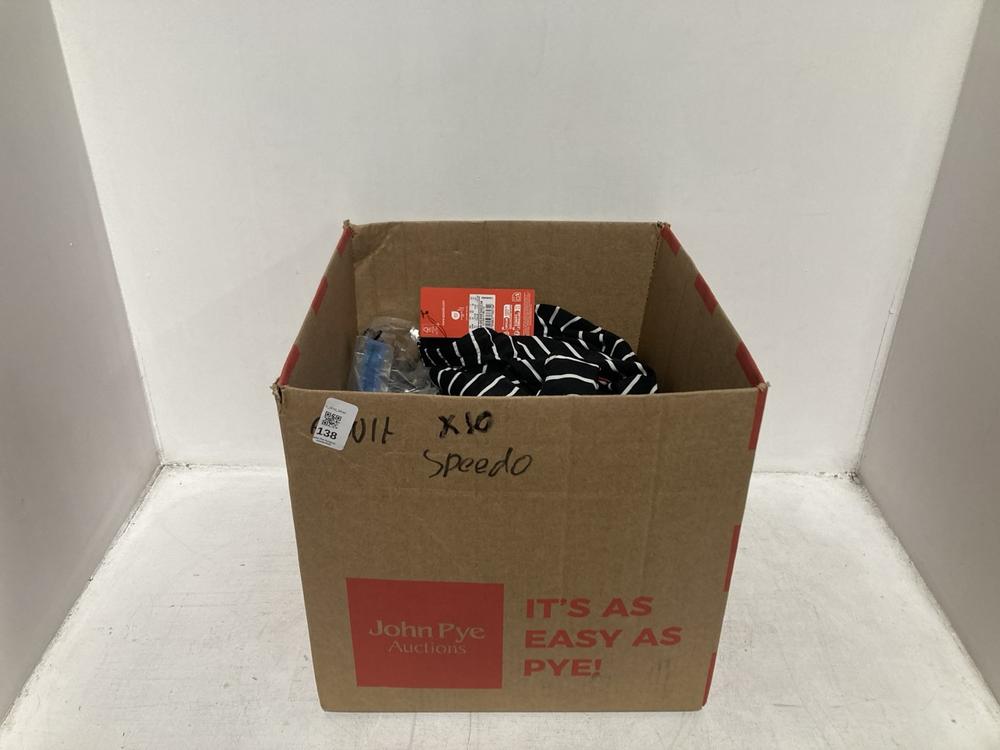 138
x10
Speedo
John Pye
Auctions
IT'S AS
EASY AS
PYE!